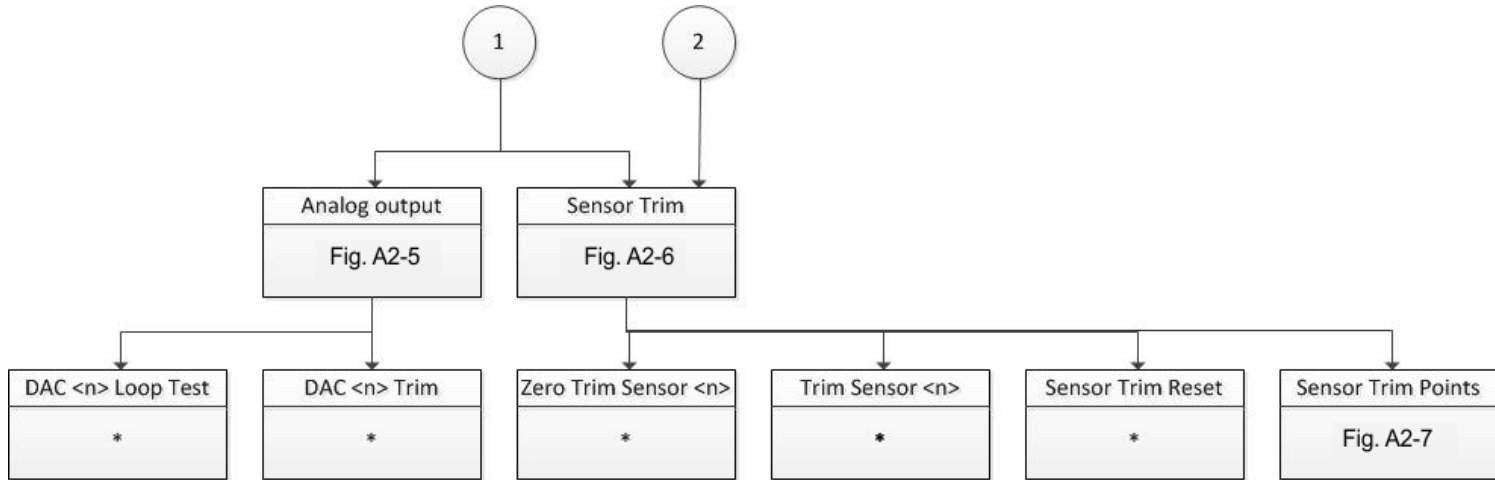 1
2
Analog output
Fig. A2-5
Sensor Trim
Fig. A2-6
DAC <n> Loop Test
*
DAC <n> Trim
*
Zero Trim Sensor <n>
*
Trim Sensor <n>
*
Sensor Trim Reset
*
Sensor Trim Points
Fig. A2-7